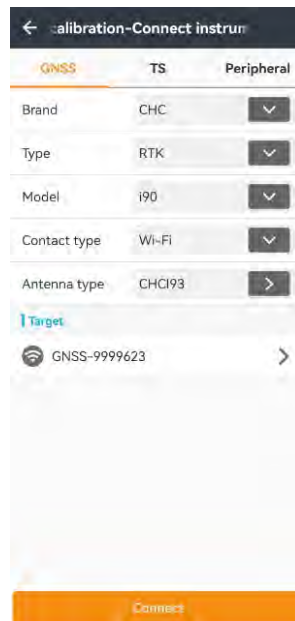 alibration-Connect instrum
GNSS TS Peripheral
Brand CHC
Type RTK
Model i90
Contact type Wi-Fi
Antenna type CHCI93
Target
GNSS-9999623
Connect